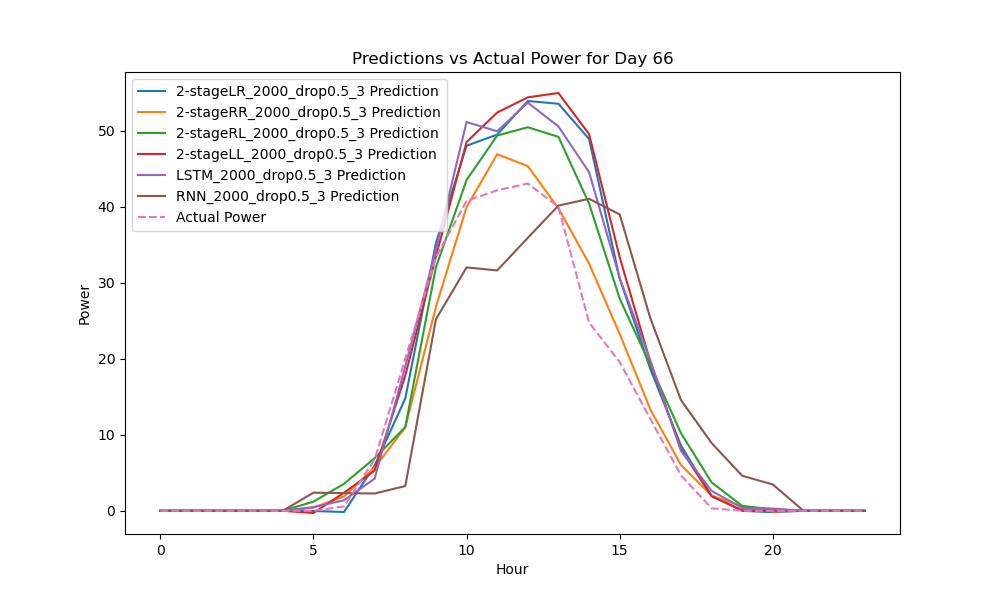 Predictions vs Actual Power for Day 66
2-stageLR_2000_drop0.5_3 Prediction
2-stageRR_2000_drop0.5_3 Prediction
2-stageRL_2000_drop0.5_3 Prediction
2-stageLL_2000_drop0.5_3 Prediction
LSTM_2000_drop0.5_3 Prediction
RNN_2000_drop0.5_3 Prediction
Actual Power
50
40
30
20
10
0
Power
0 5 10 15 20
Hour